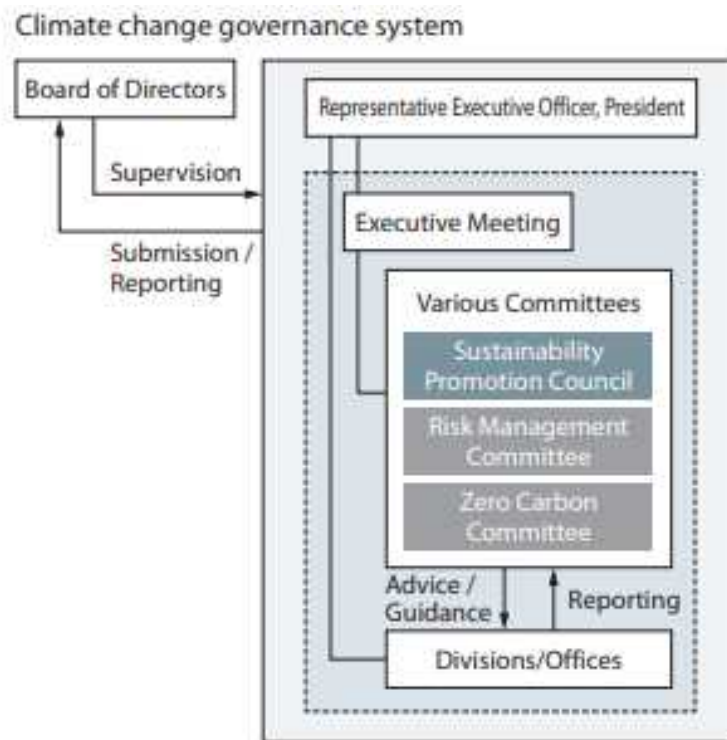 Climate change governance system
Board of Directors
Representative Executive Officer, President
Supervision
Executive Meeting
Submission /
Reporting
Various Committees
Sustainability
Promotion Council
Risk Management
Committee
Zero Carbon
Committee
Advice /
Guidance
Reporting
Divisions/Offices